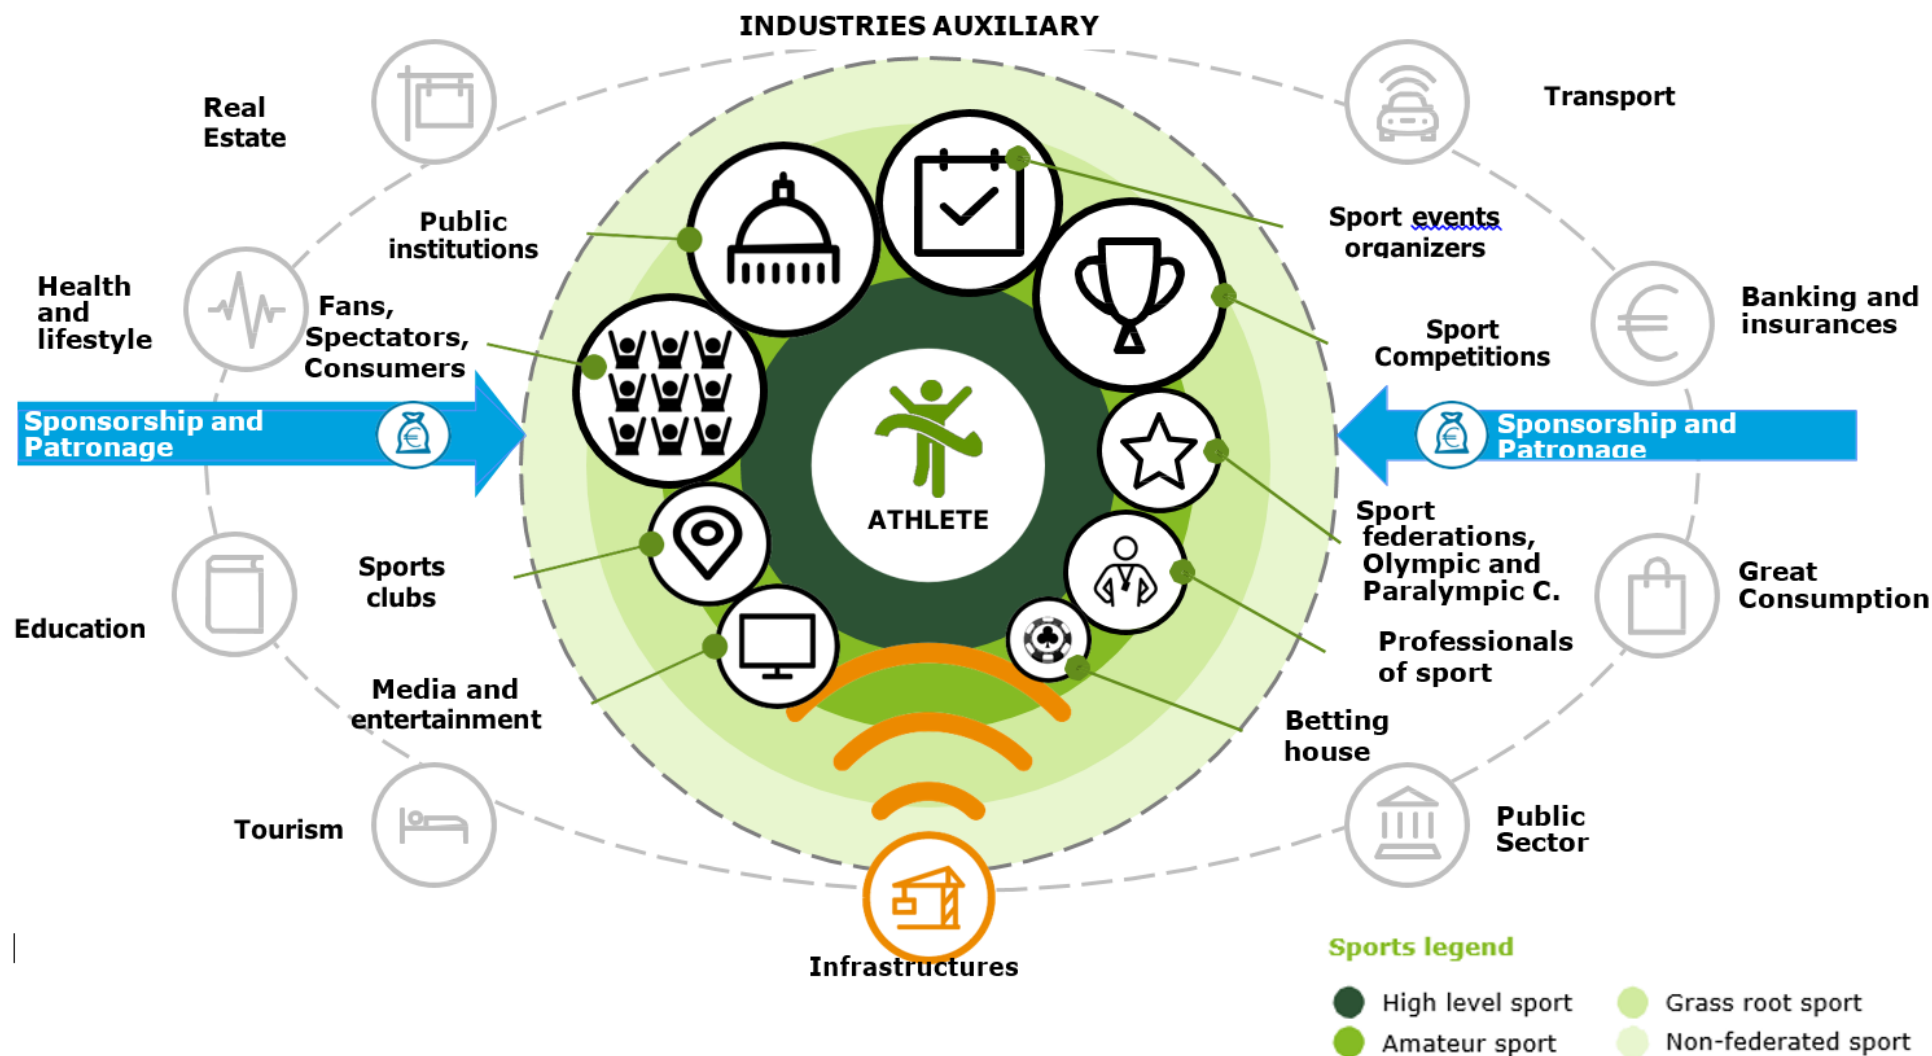 INDUSTRIES AUXILIARY
Real
Estate
Transport
Public
institutions
Sport events
organizers
Health
and
lifestyle
Fans,
Spectators,
Consumers
Banking and
insurances
Sport
Competitions
Sponsorship and
Patronage
Sponsorship and
Patronage
ATHLETE
Sport
federations,
Olympic and
Paralympic C.
Sports
clubs
Great
Consumption
Education
Professionals
of sport
Media and
entertainment
Betting
house
Tourism
Public
Sector
Infrastructures
Sports legend
High level sport
Grass root sport
Amateur sport
Non-federated sport